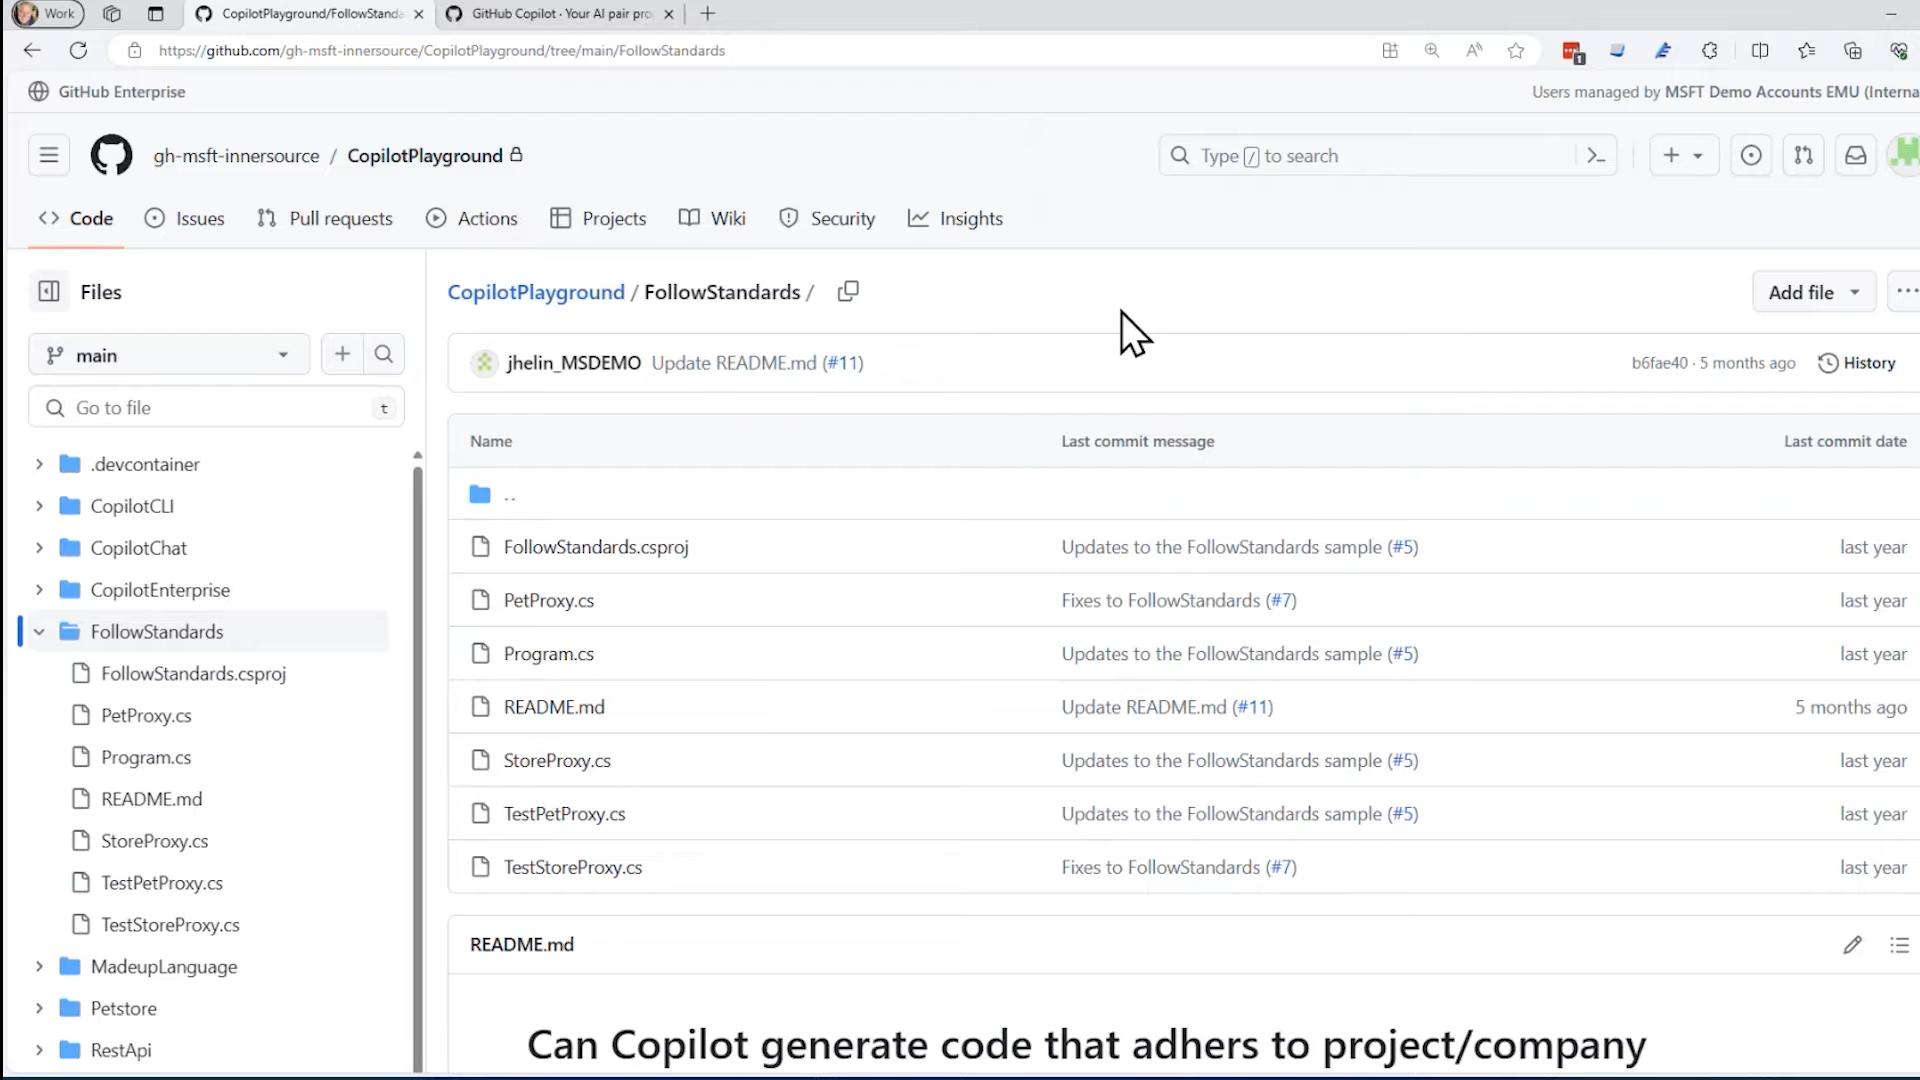 Work
CopilotPlayground/FollowStanda
GitHub Copilot · Your AI pair pro
https://github.com/gh-msft-innersource/CopilotPlayground/tree/main/FollowStandards
1
GitHub Enterprise
Users managed by MSFT Demo Accounts EMU (Interna
gh-msft-innersource / CopilotPlayground
Type / to search
Code
Issues
Pull requests
Actions
Projects
Wiki
Security
Insights
Files
CopilotPlayground / FollowStandards /
Add file
main
jhelin_MSDEMO Update README.md (#11)
b6fae40 · 5 months ago
History
Go to file
t
Name
Last commit message
Last commit date
.devcontainer
CopilotCLI
CopilotChat
CopilotEnterprise
FollowStandards
FollowStandards.csproj
PetProxy.cs
Program.cs
README.md
StoreProxy.cs
TestPetProxy.cs
TestStoreProxy.cs
MadeupLanguage
Petstore
RestApi
..
FollowStandards.csproj Updates to the FollowStandards sample (#5) last year
PetProxy.cs Fixes to FollowStandards (#7) last year
Program.cs Updates to the FollowStandards sample (#5) last year
README.md Update README.md (#11) 5 months ago
StoreProxy.cs Updates to the FollowStandards sample (#5) last year
TestPetProxy.cs Updates to the FollowStandards sample (#5) last year
TestStoreProxy.cs Fixes to FollowStandards (#7) last year
README.md
Can Copilot generate code that adhers to project/company